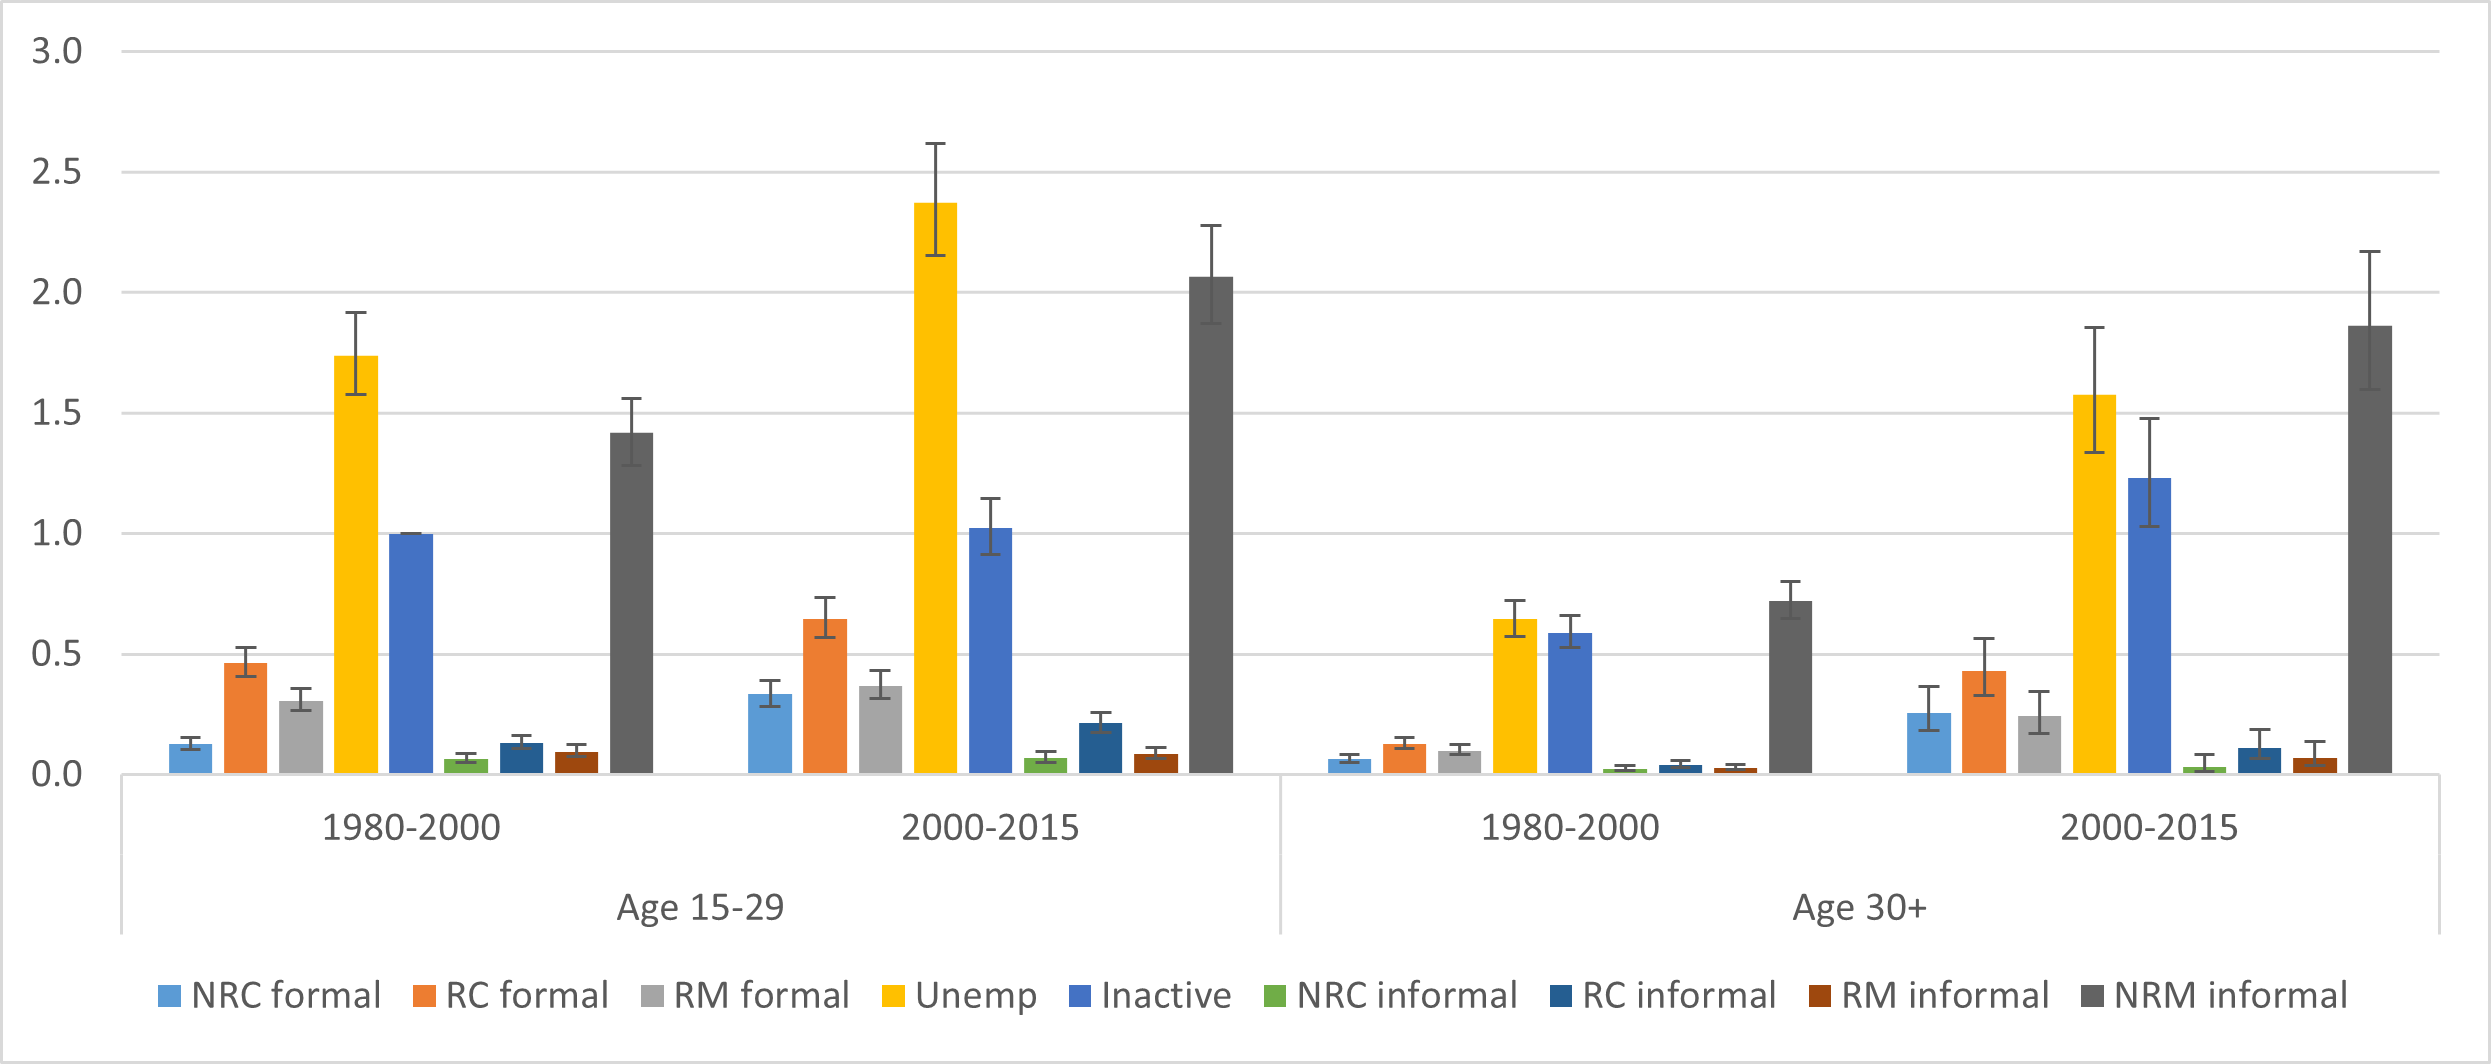 3.0
2.5
2.0
1.5
1.0
0.5
0.0
1980-2000 2000-2015 1980-2000 2000-2015
Age 15-29 Age 30+
NRC formal RC formal RM formal Unemp Inactive NRC informal RC informal RM informal NRM informal